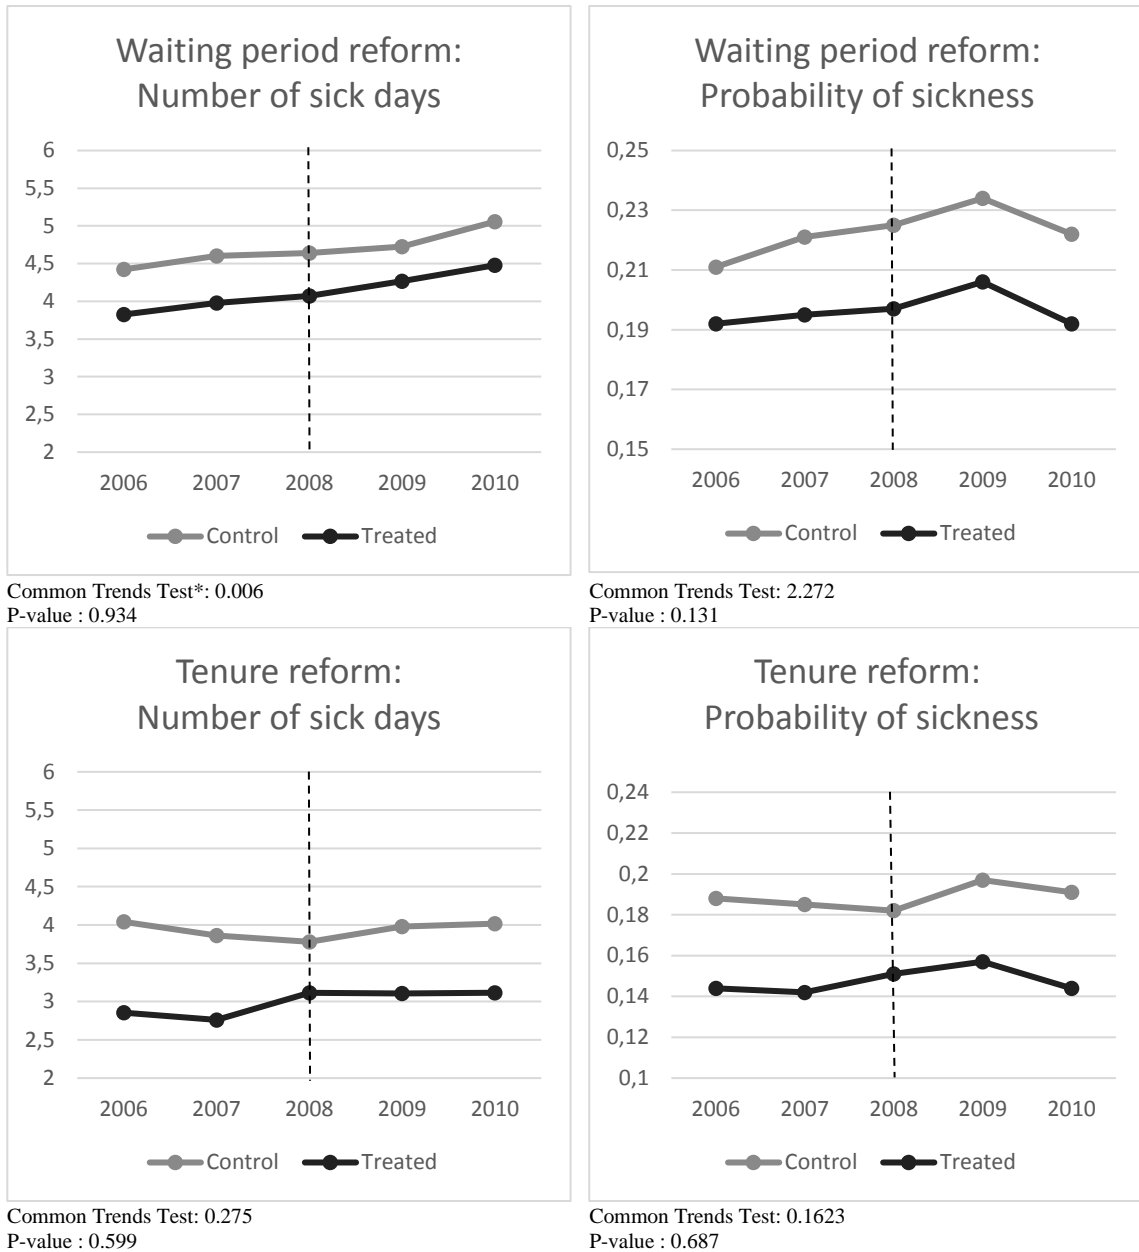 Waiting period reform:
Number of sick days
6
5,5
5
4,5
4
3,5
3
2,5
2
2006 2007 2008 2009 2010
Control Treated
Common Trends Test*: 0.006
P-value : 0.934
Waiting period reform:
Probability of sickness
0,25
0,23
0,21
0,19
0,17
0,15
2006 2007 2008 2009 2010
Control Treated
Common Trends Test: 2.272
P-value : 0.131
Tenure reform:
Number of sick days
6
5,5
5
4,5
4
3,5
3
2,5
2
2006 2007 2008 2009 2010
Control Treated
Common Trends Test: 0.275
P-value : 0.599
Tenure reform:
Probability of sickness
0,24
0,22
0,2
0,18
0,16
0,14
0,12
0,1
2006 2007 2008 2009 2010
Control Treated
Common Trends Test: 0.1623
P-value : 0.687